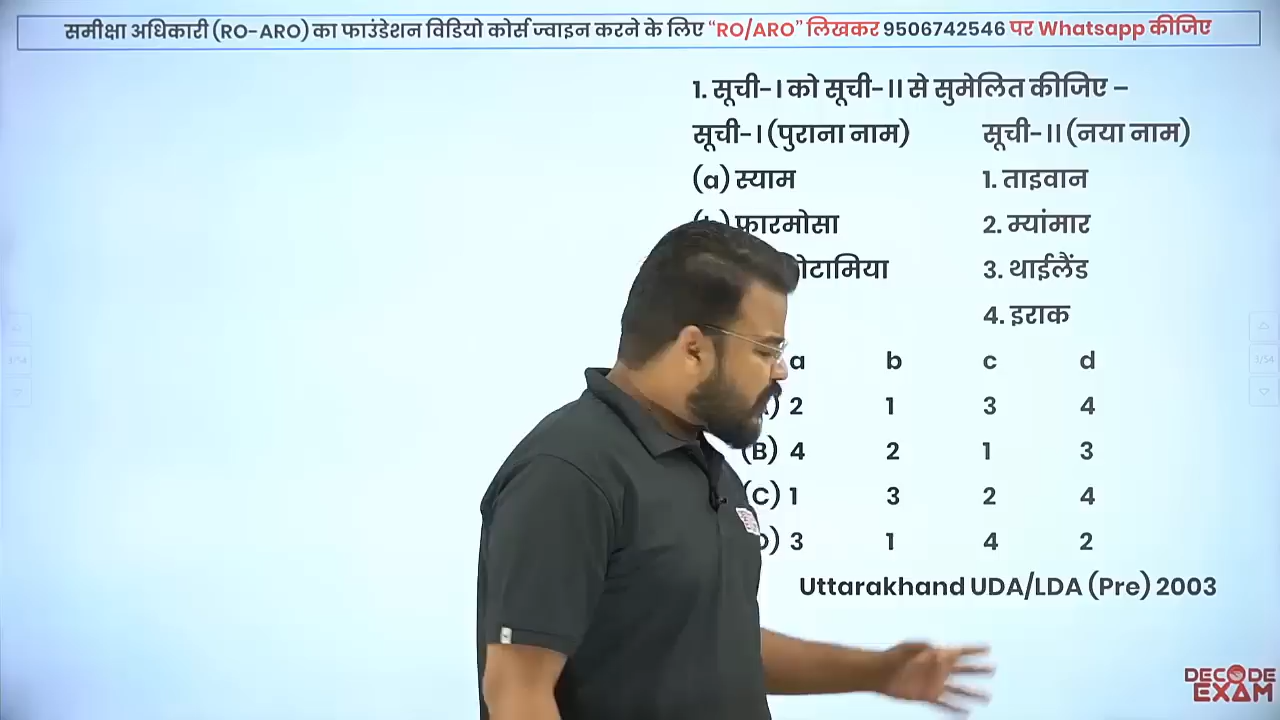 समीक्षा अधिकारी (RO-ARO) का फाउंडेशन विडियो कोर्स ज्वाइन करने के लिए “RO/ARO” लिखकर 9506742546 पर Whatsapp कीजिए
1. सूची-I को सूची-II से सुमेलित कीजिए –
सूची-I (पुराना नाम) सूची-II (नया नाम)
(a) स्याम 1. ताइवान
फारमोसा 2. म्यांमार
3. थाईलैंड
4. इराक
a b c d
2 1 3 4
(B) 4 2 1 3
(C) 1 3 2 4
3 1 4 2
Uttarakhand UDA/LDA (Pre) 2003
DECODE
EXAM